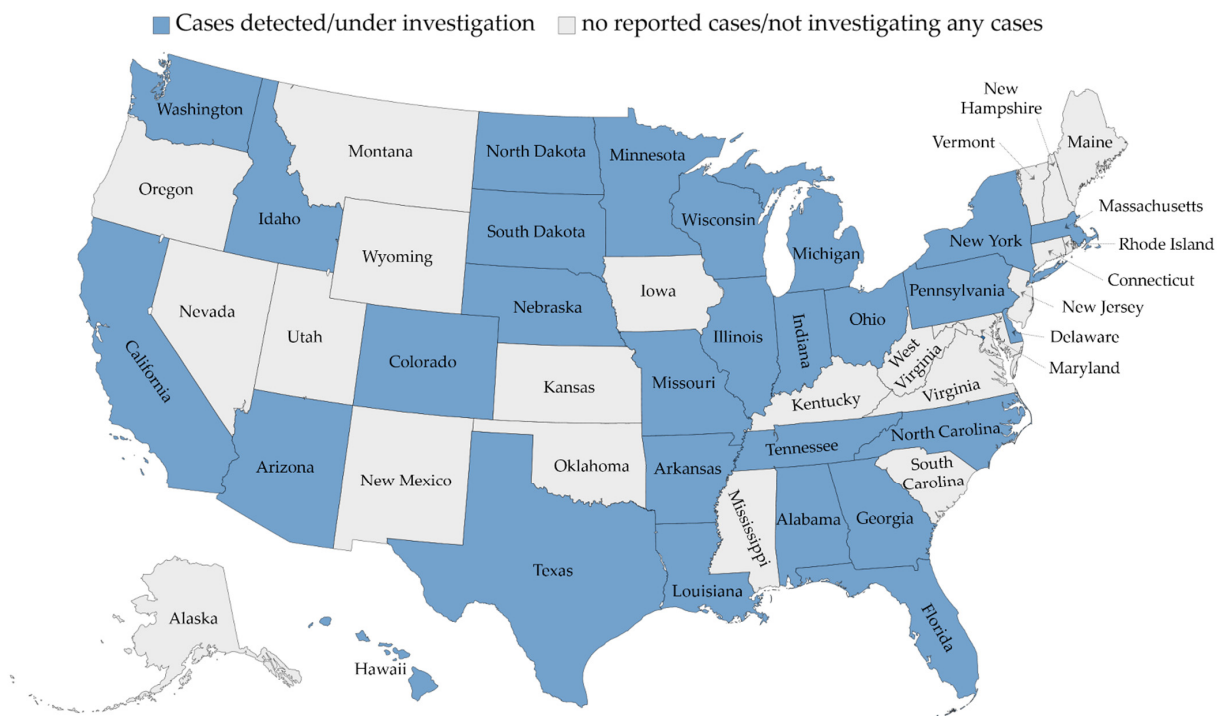 Cases detected/under investigation
no reported cases/not investigating any cases
New
Hampshire
Washington
Vermont
Maine
Montana
North Dakota
Minnesota
Oregon
Massachusetts
Idaho
Wisconsin
South Dakota
New York
Rhode Island
Michigan
Wyoming
Connecticut
Pennsylvania
Iowa
Nebraska
New Jersey
Nevada
Ohio
Utah
Illinois
Indiana
Delaware
Colorado
West
Virginia
Maryland
California
Kansas
Missouri
Kentucky
Virginia
North Carolina
Tennessee
Arizona
Oklahoma
Arkansas
South
Carolina
New Mexico
Mississippi
Alabama
Georgia
Texas
Louisiana
Alaska
Florida
Hawaii